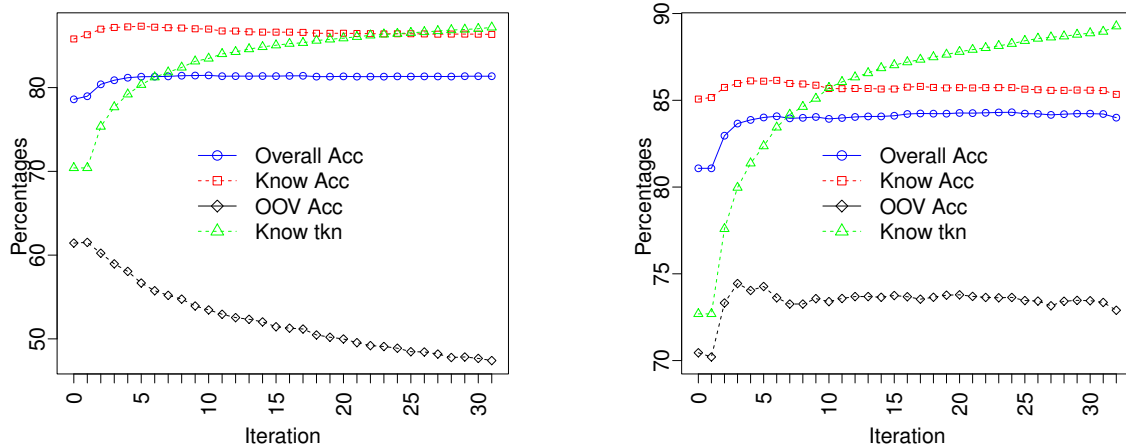 Percentages
80
70
60
50
Overall Acc
Know Acc
OOV Acc
Know tkn
0
5
10
15
20
25
30
Iteration
Percentages
90
85
80
75
70
Overall Acc
Know Acc
OOV Acc
Know tkn
0
5
10
15
20
25
30
Iteration